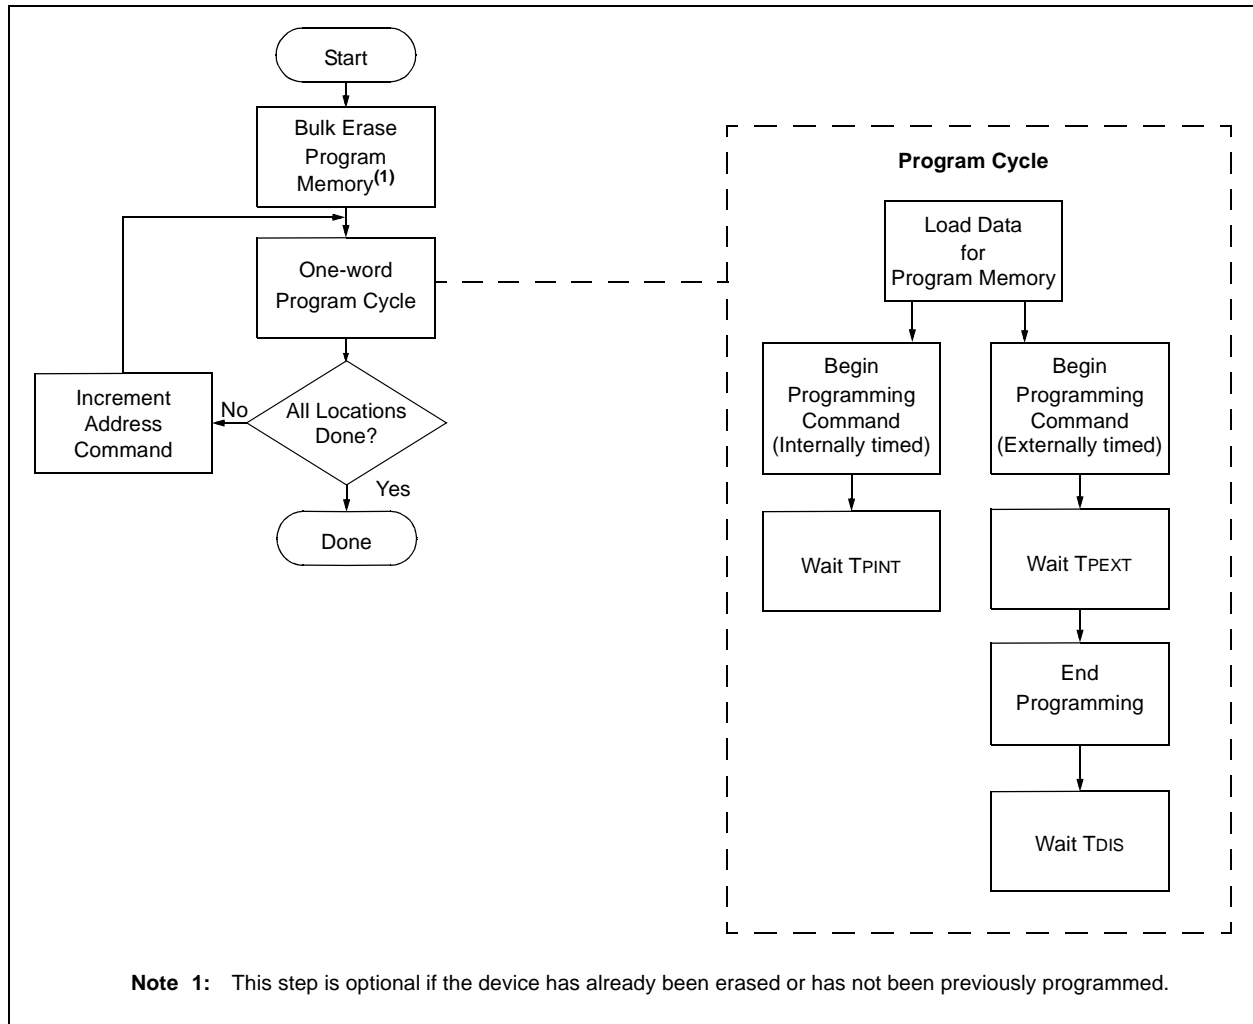 Start
Bulk Erase
Program
Memory(1)
One-word
Program Cycle
All Locations
Done?
No
Increment
Address
Command
Yes
Done
Program Cycle
Load Data
for
Program Memory
Begin
Programming
Command
(Internally timed)
Wait TPINT
Begin
Programming
Command
(Externally timed)
Wait TPEXT
End
Programming
Wait TDIS
Note 1: This step is optional if the device has already been erased or has not been previously programmed.